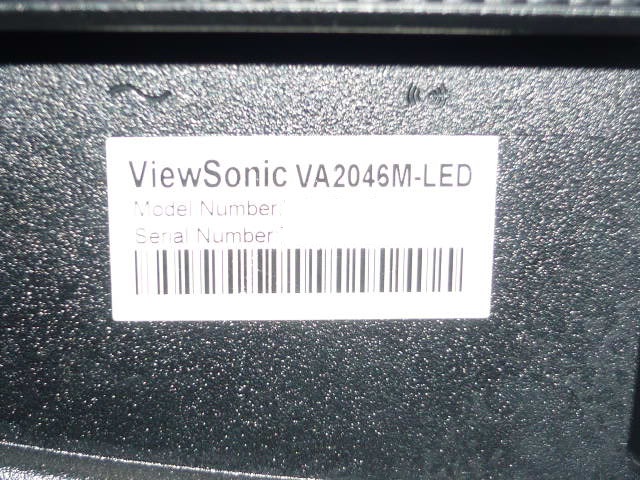 ViewSonic VA2046M-LED
Model Number:
Serial Number: